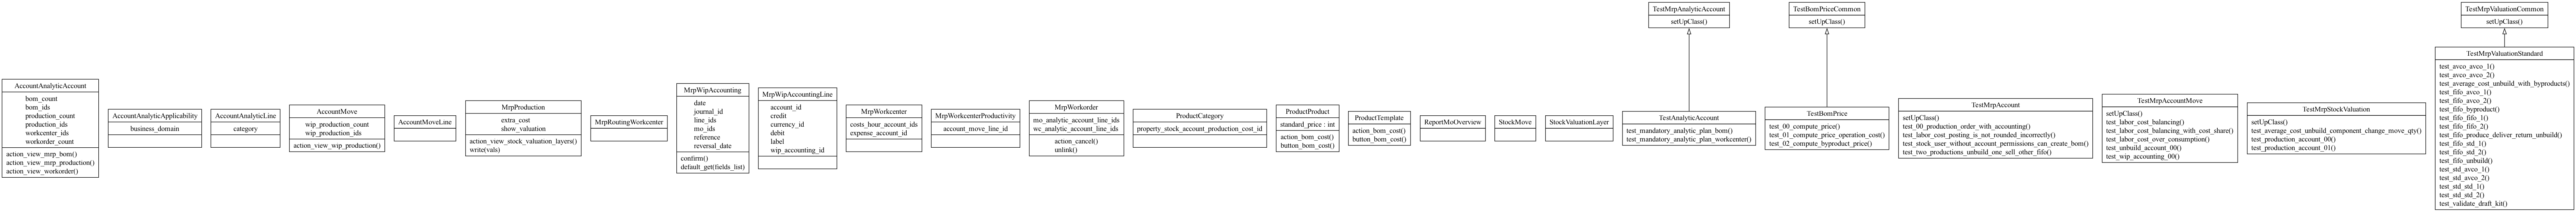 AccountAnalyticAccount
bom_count
bom_ids
production_count
production_ids
workcenter_ids
workorder_count
action_view_mrp_bom()
action_view_mrp_production()
action_view_workorder()
AccountAnalyticApplicability
business_domain
AccountAnalyticLine
category
AccountMove
wip_production_count
wip_production_ids
action_view_wip_production()
AccountMoveLine
MrpProduction
extra_cost
show_valuation
action_view_stock_valuation_layers()
write(vals)
MrpRoutingWorkcenter
MrpWipAccounting
date
journal_id
line_ids
mo_ids
reference
reversal_date
confirm()
default_get(fields_list)
MrpWipAccountingLine
account_id
credit
currency_id
debit
label
wip_accounting_id
MrpWorkcenter
costs_hour_account_ids
expense_account_id
MrpWorkcenterProductivity
account_move_line_id
MrpWorkorder
mo_analytic_account_line_ids
wc_analytic_account_line_ids
action_cancel()
unlink()
ProductCategory
property_stock_account_production_cost_id
ProductProduct
standard_price : int
action_bom_cost()
button_bom_cost()
ProductTemplate
action_bom_cost()
button_bom_cost()
ReportMoOverview
StockMove
StockValuationLayer
TestMrpAnalyticAccount
setUpClass()
TestAnalyticAccount
test_mandatory_analytic_plan_bom()
test_mandatory_analytic_plan_workcenter()
TestBomPriceCommon
setUpClass()
TestBomPrice
test_00_compute_price()
test_01_compute_price_operation_cost()
test_02_compute_byproduct_price()
TestMrpAccount
setUpClass()
test_00_production_order_with_accounting()
test_labor_cost_posting_is_not_rounded_incorrectly()
test_stock_user_without_account_permissions_can_create_bom()
test_two_productions_unbuild_one_sell_other_fifo()
TestMrpAccountMove
setUpClass()
test_labor_cost_balancing()
test_labor_cost_balancing_with_cost_share()
test_labor_cost_over_consumption()
test_unbuild_account_00()
test_wip_accounting_00()
TestMrpStockValuation
setUpClass()
test_average_cost_unbuild_component_change_move_qty()
test_production_account_00()
test_production_account_01()
TestMrpValuationCommon
setUpClass()
TestMrpValuationStandard
test_avco_avco_1()
test_avco_avco_2()
test_average_cost_unbuild_with_byproducts()
test_fifo_avco_1()
test_fifo_avco_2()
test_fifo_byproduct()
test_fifo_fifo_1()
test_fifo_fifo_2()
test_fifo_produce_deliver_return_unbuild()
test_fifo_std_1()
test_fifo_std_2()
test_fifo_unbuild()
test_std_avco_1()
test_std_avco_2()
test_std_std_1()
test_std_std_2()
test_validate_draft_kit()